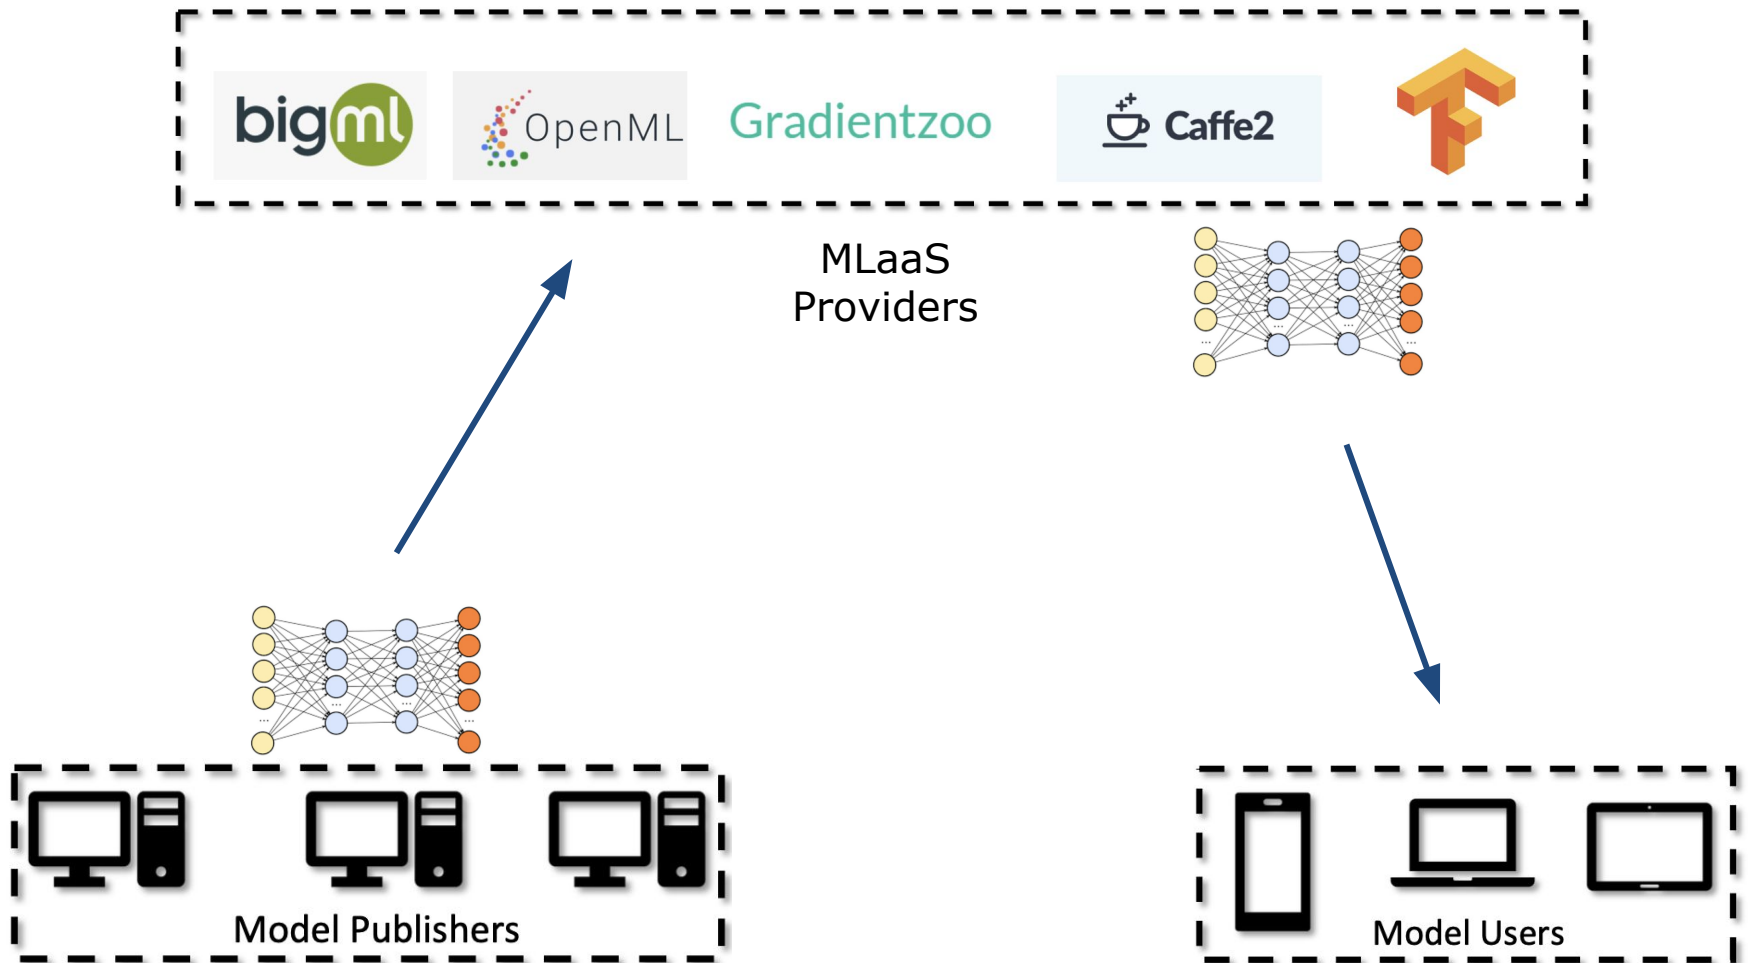 bigml
OpenML
Gradientzoo
Caffe2
MLaaS
Providers
Model Publishers
Model Users